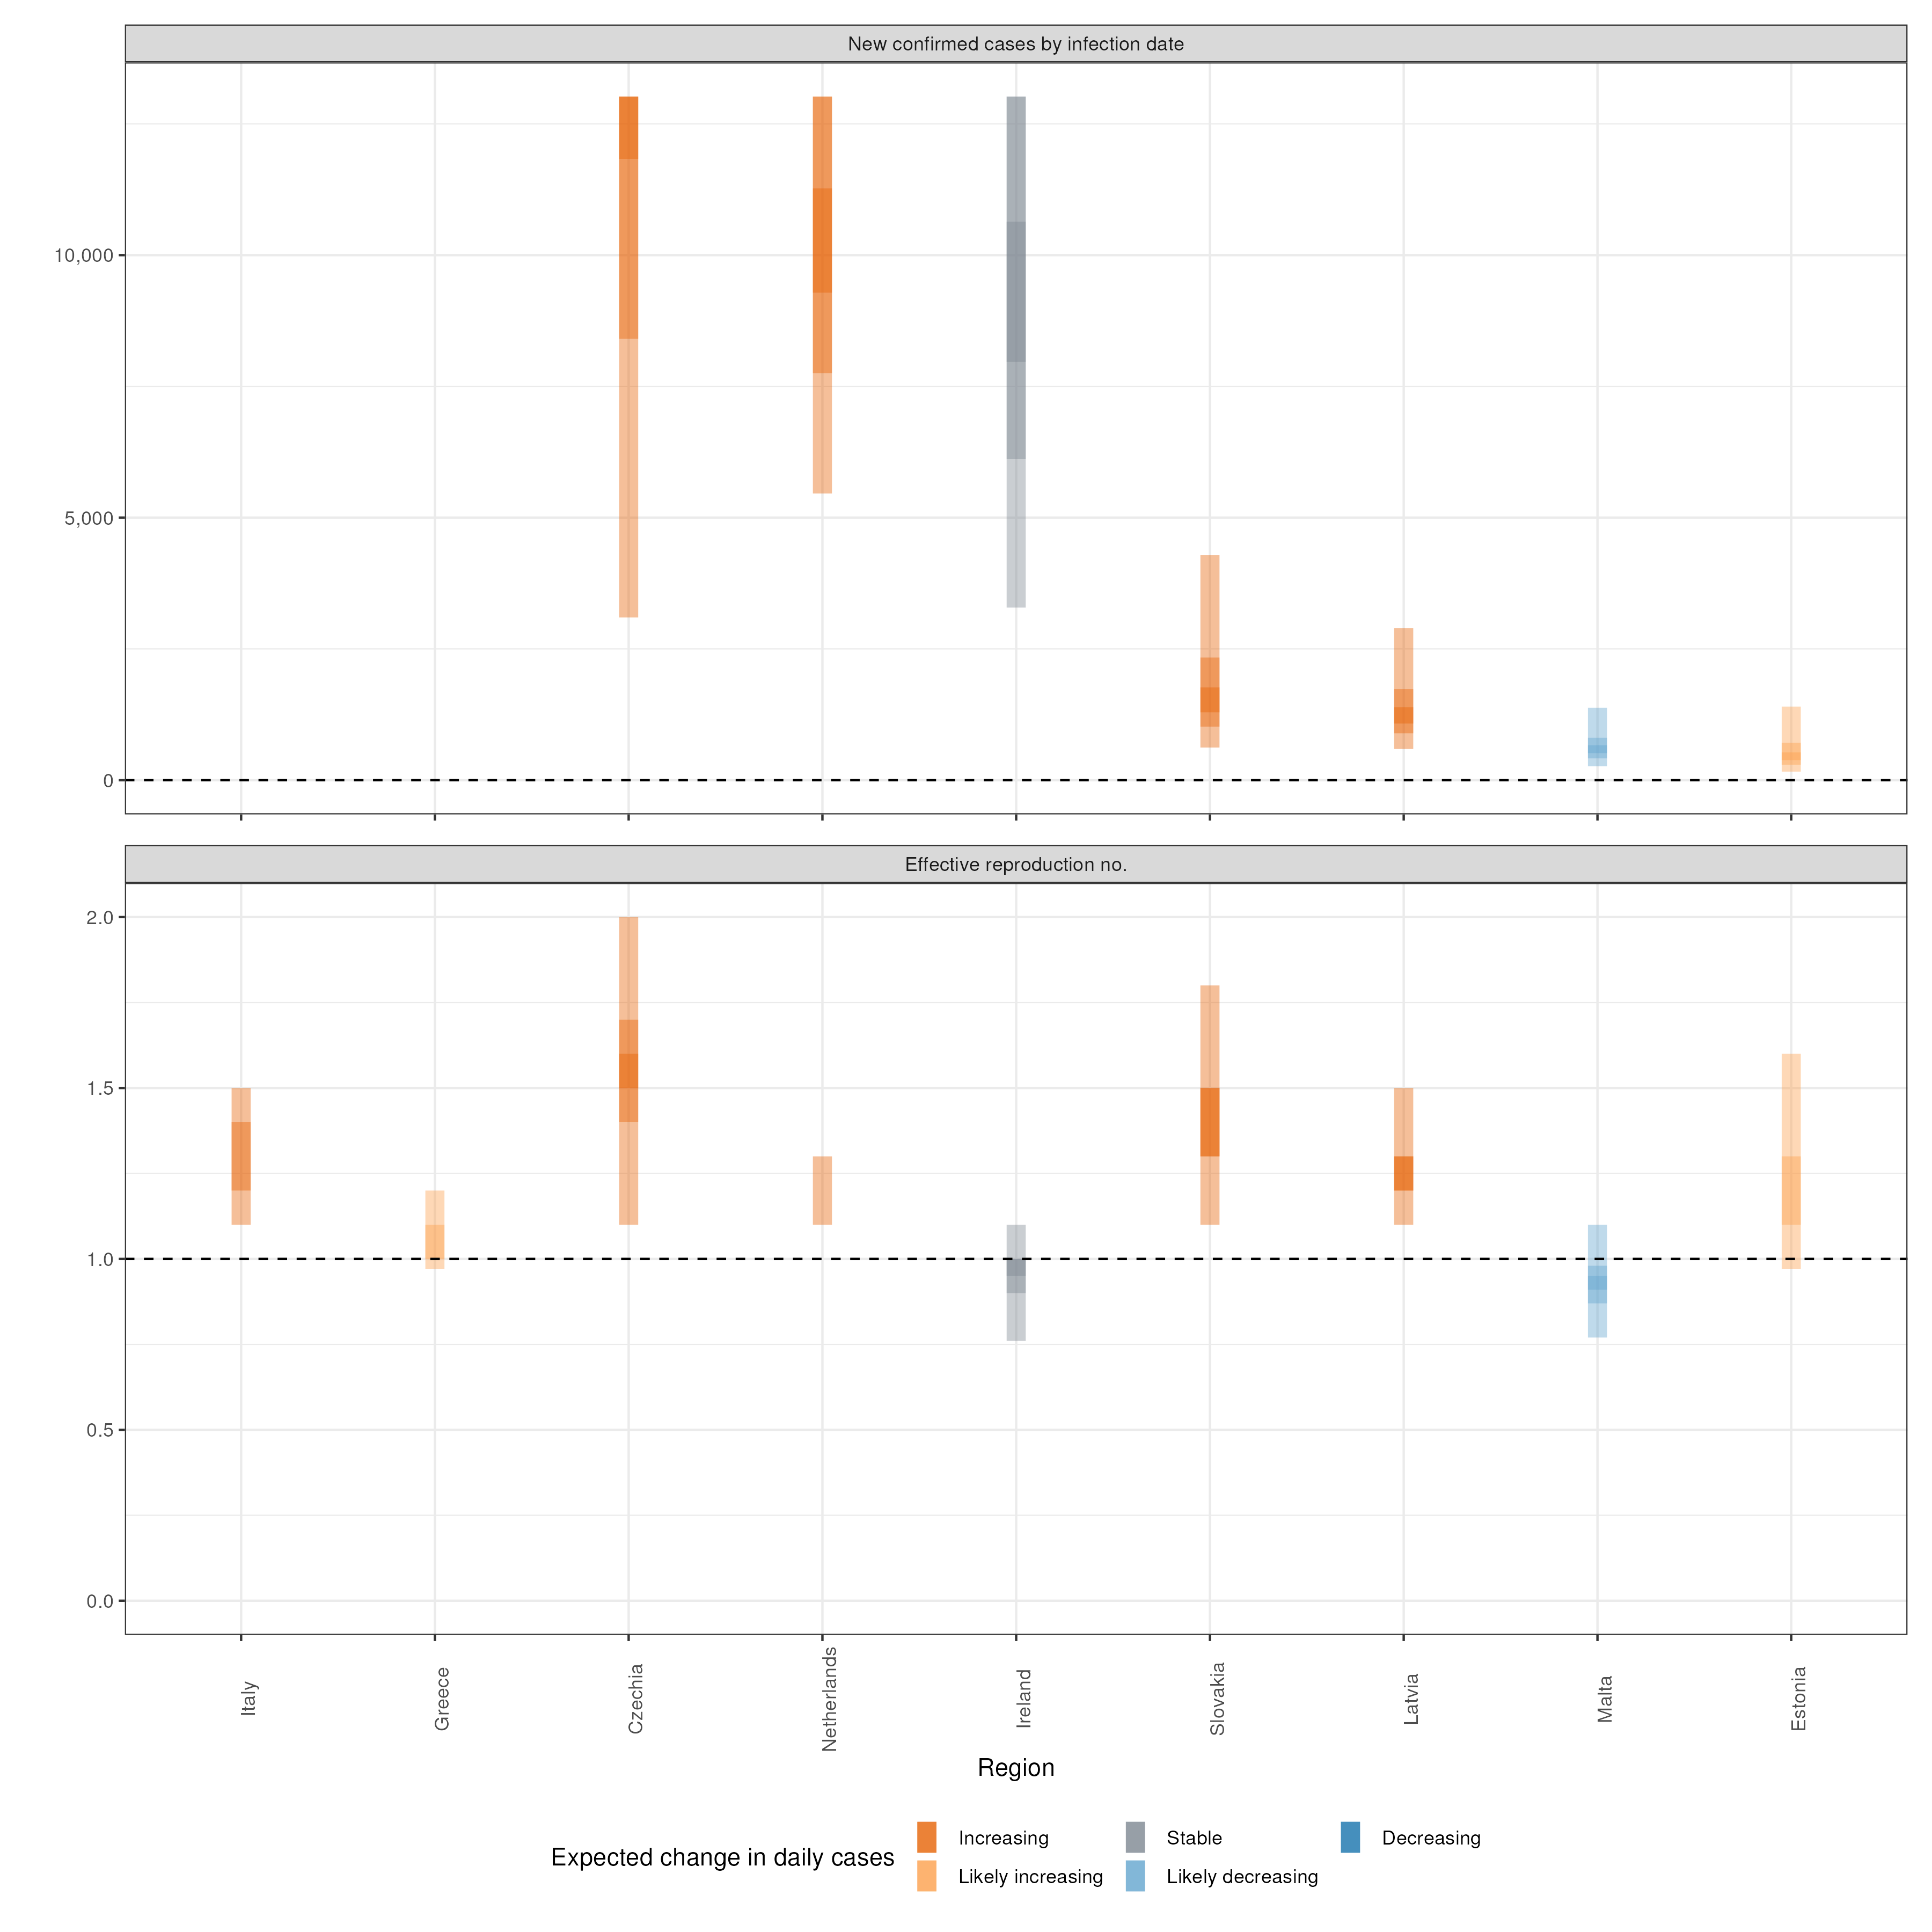 New confirmed cases by infection date
10,000
5,000
0
Effective reproduction no.
2.0
1.5
1.0
0.5
0.0
Italy
Greece
Czechia
Netherlands
Ireland
Slovakia
Latvia
Malta
Estonia
Region
Expected change in daily cases
Increasing
Likely increasing
Stable
Likely decreasing
Decreasing